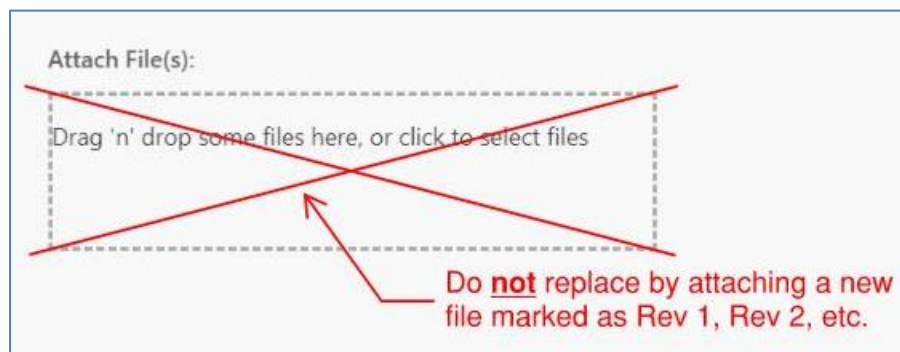 Attach File(s):
Drag 'n' drop some files here, or click to select files
Do not replace by attaching a new
file marked as Rev 1, Rev 2, etc.